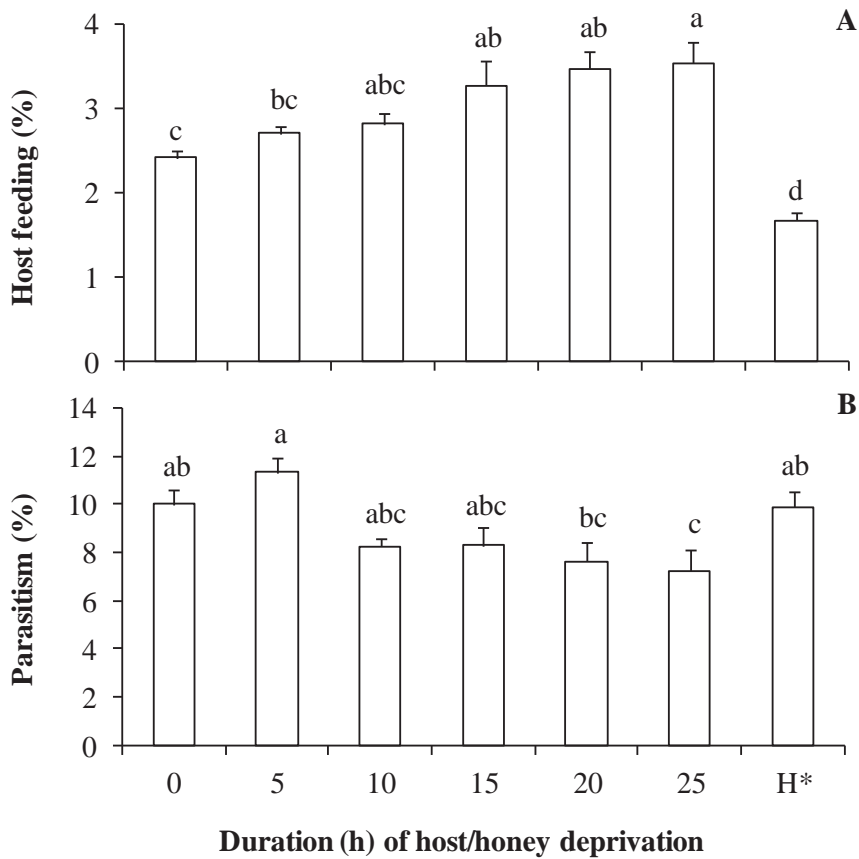 A
Host feeding (%)
4
3
2
1
0
c
bc
abc
ab
ab
a
d
B
Parasitism (%)
14
12
10
8
6
4
2
0
ab
a
abc
abc
bc
c
ab
0 5 10 15 20 25 H*
Duration (h) of host/honey deprivation